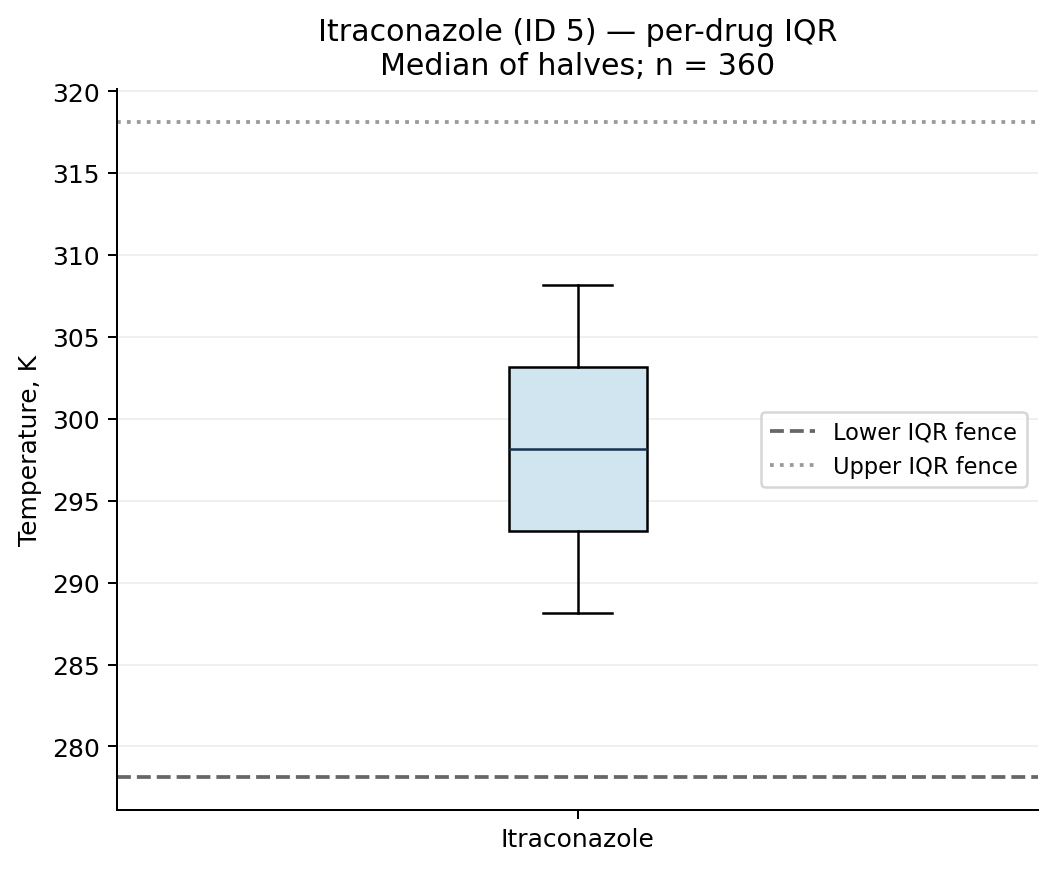 Itraconazole (ID 5) — per-drug IQR
Median of halves; n = 360
Temperature, K
320
315
310
305
300
295
290
285
280
Lower IQR fence
Upper IQR fence
Itraconazole